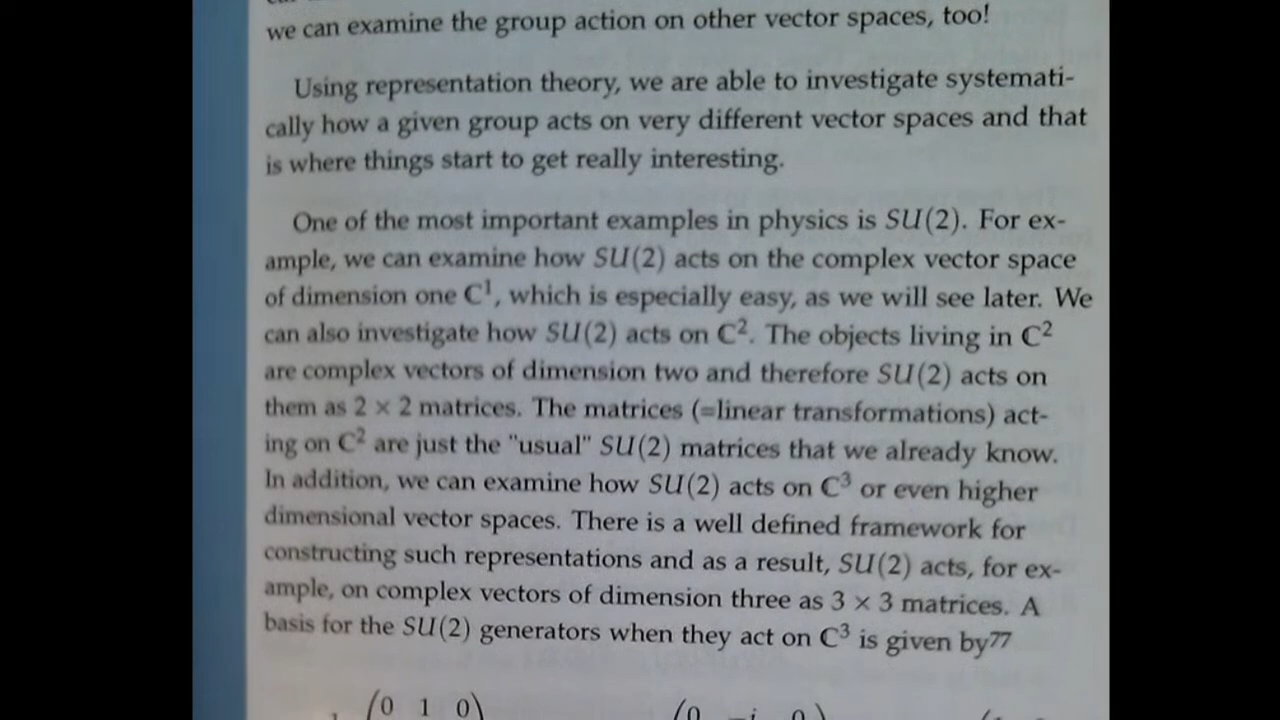 we can examine the group action on other vector spaces, too!
Using representation theory, we are able to investigate systemati-
cally how a given group acts on very different vector spaces and that
is where things start to get really interesting.
One of the most important examples in physics is SU(2). For ex-
ample, we can examine how SU(2) acts on the complex vector space
of dimension one C¹, which is especially easy, as we will see later. We
can also investigate how SU(2) acts on C². The objects living in C²
are complex vectors of dimension two and therefore SU(2) acts on
them as 2 × 2 matrices. The matrices (=linear transformations) act-
ing on C² are just the "usual" SU(2) matrices that we already know.
In addition, we can examine how SU(2) acts on C³ or even higher
dimensional vector spaces. There is a well defined framework for
constructing such representations and as a result, SU(2) acts, for ex-
ample, on complex vectors of dimension three as 3 × 3 matrices. A
basis for the SU(2) generators when they act on C³ is given by⁷⁷
(0 1 0) (0 -i 0)